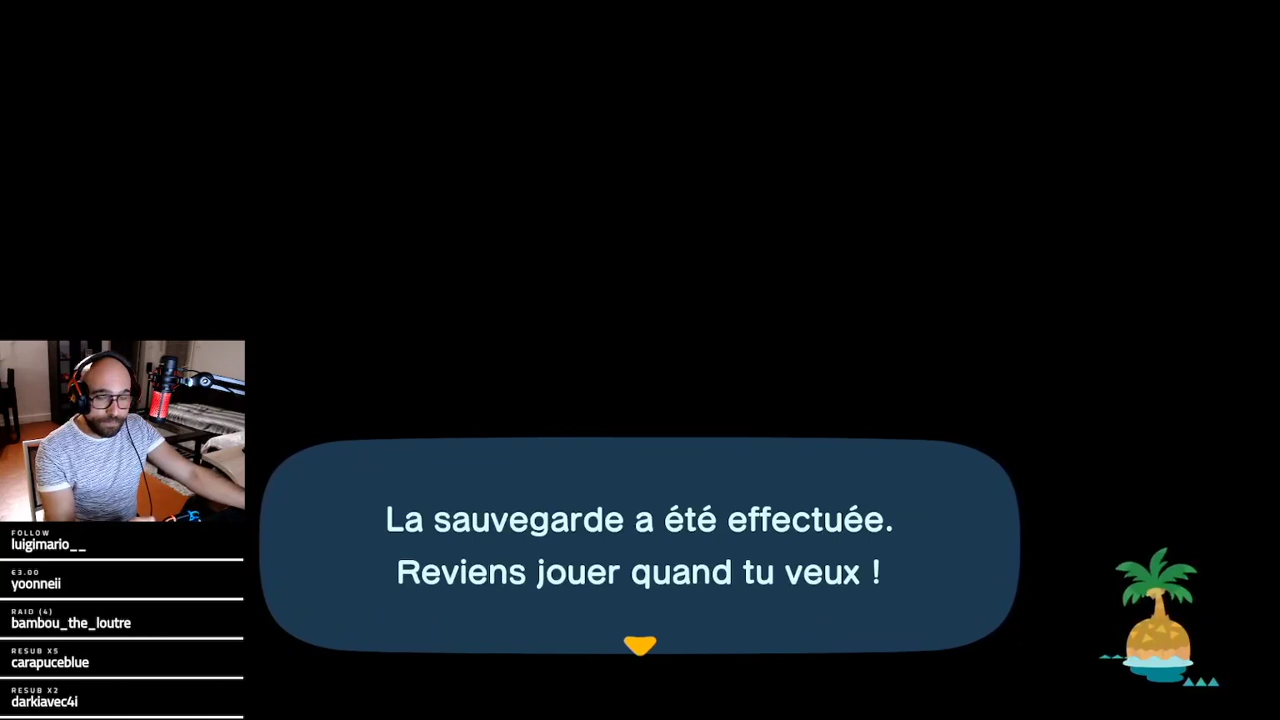 La sauvegarde a été effectuée.
Reviens jouer quand tu veux !
FOLLOW
luigimario__
€3.00
yoonneii
RAID (4)
bambou_the_loutre
RESUB X5
carapuceblue
RESUB X2
darkiavec4i